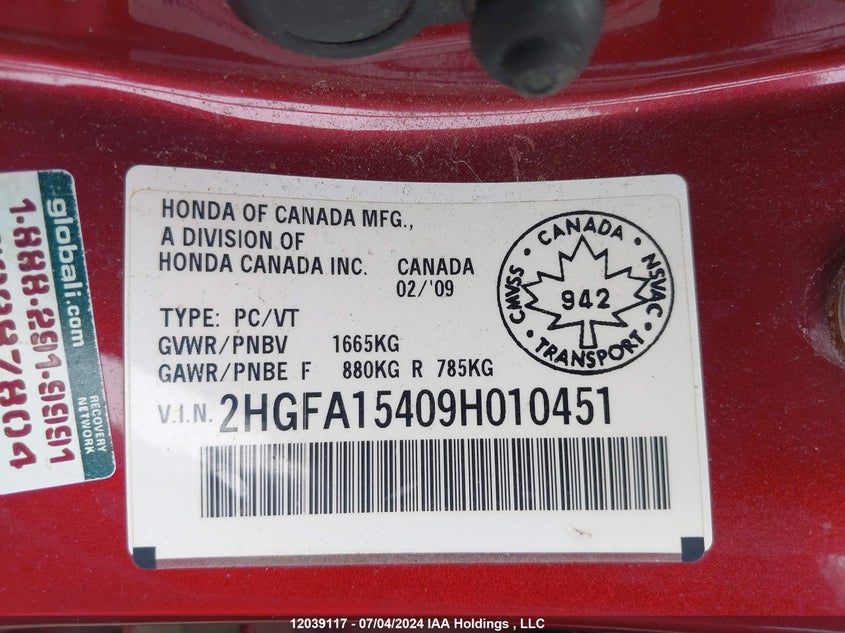 HONDA OF CANADA MFG.,
A DIVISION OF
HONDA CANADA INC. CANADA
02/'09
TYPE: PC/VT
GVWR/PNBV 1665KG
GAWR/PNBE F 880KG R 785KG
V.I.N. 2HGFA15409H010451
CANADA
CMVSS
NSVAC
942
TRANSPORT
globali.com
1.888.291.9991
RECOVERY
NETWORK
12039117 - 07/04/2024 IAA Holdings , LLC